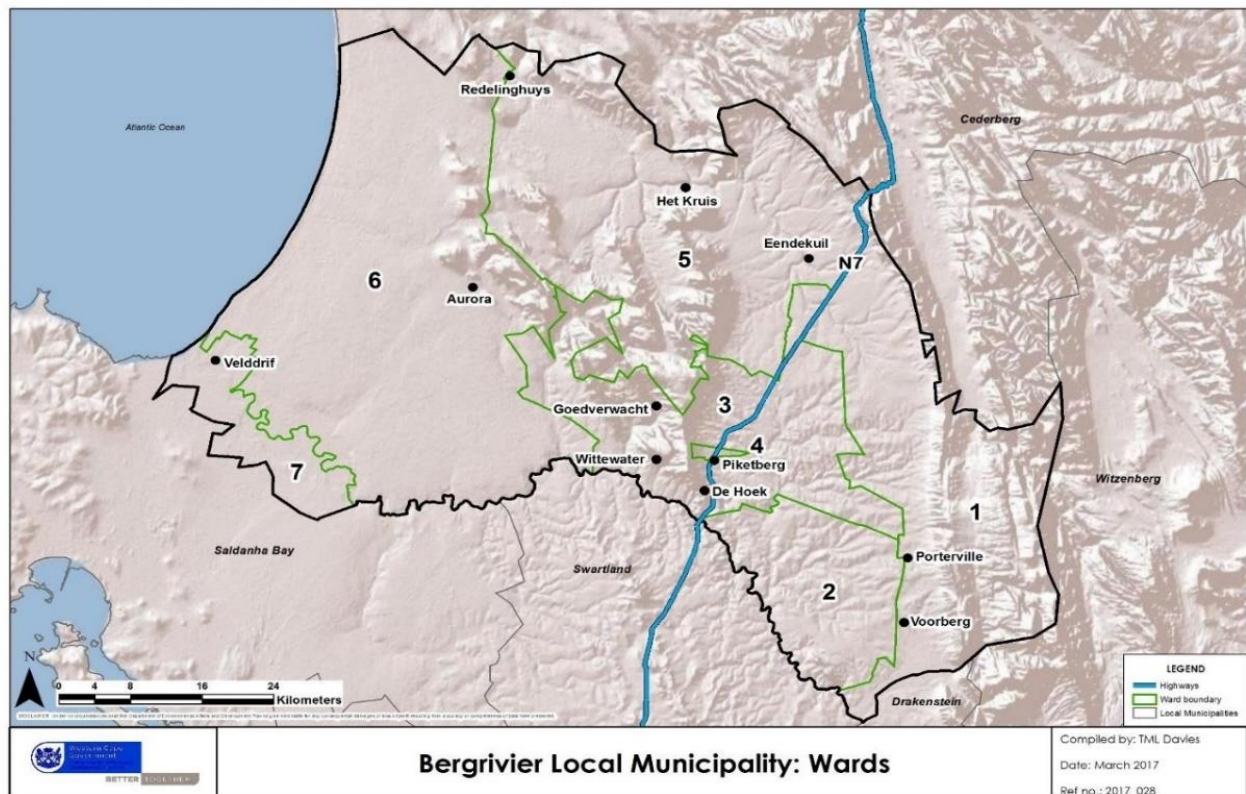 Redelinghuys
Cederberg
Atlantic Ocean
Het Kruis
Eendekuil
5
N7
6
Aurora
Velddrif
Goedverwacht
3
Wittewater
4
Piketberg
7
De Hoek
1
Witzenberg
Saldanha Bay
Swartland
Porterville
2
Voorberg
N
0 4 8 16 24
Kilometers
Drakenstein
LEGEND
Highways
Ward boundary
Local Municipalities
Western Cape
Government
BETTER TOGETHER.
Bergrivier Local Municipality: Wards
Compiled by: TML Davies
Date: March 2017
Ref no.: 2017_028